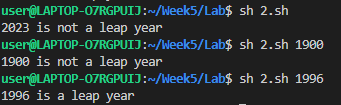 user@LAPTOP-O7RGPUIJ:~/Week5/Lab$ sh 2.sh
2023 is not a leap year
user@LAPTOP-O7RGPUIJ:~/Week5/Lab$ sh 2.sh 1900
1900 is not a leap year
user@LAPTOP-O7RGPUIJ:~/Week5/Lab$ sh 2.sh 1996
1996 is a leap year